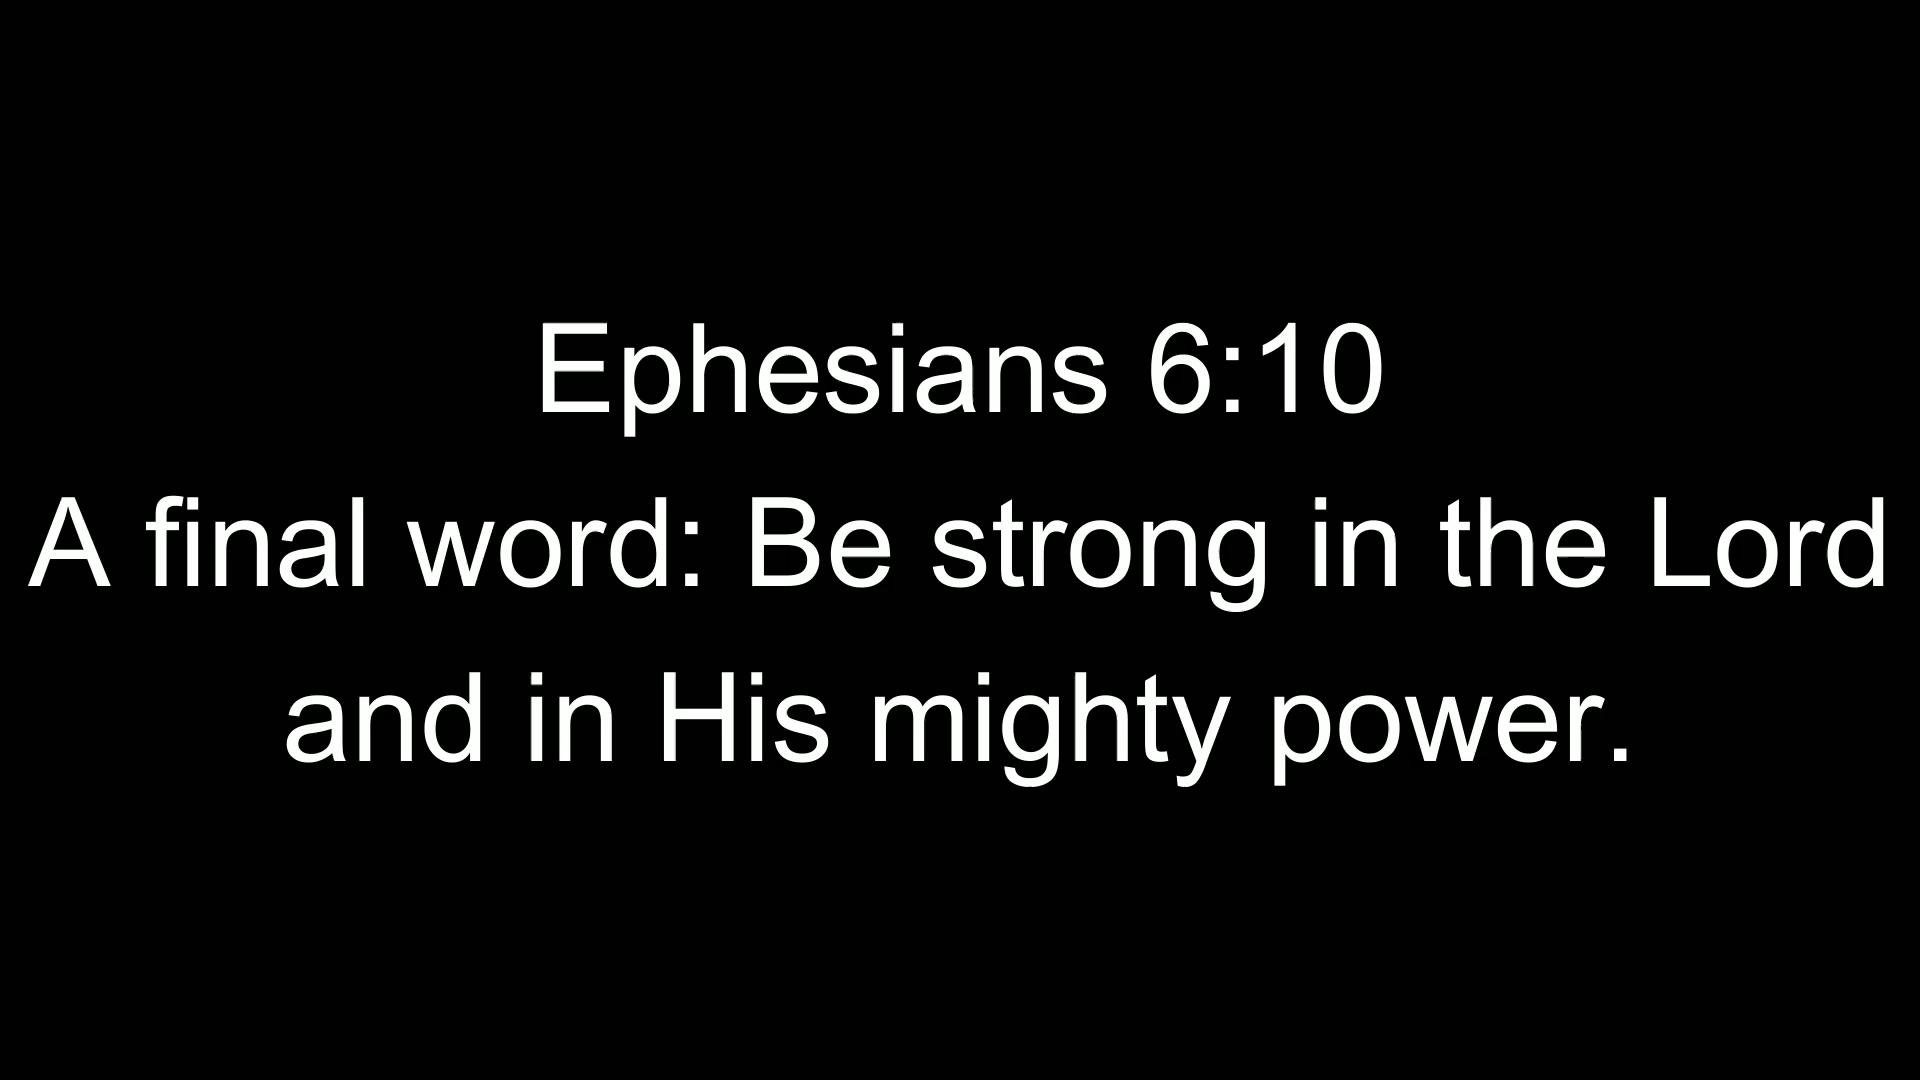 Ephesians 6:10
A final word: Be strong in the Lord
and in His mighty power.